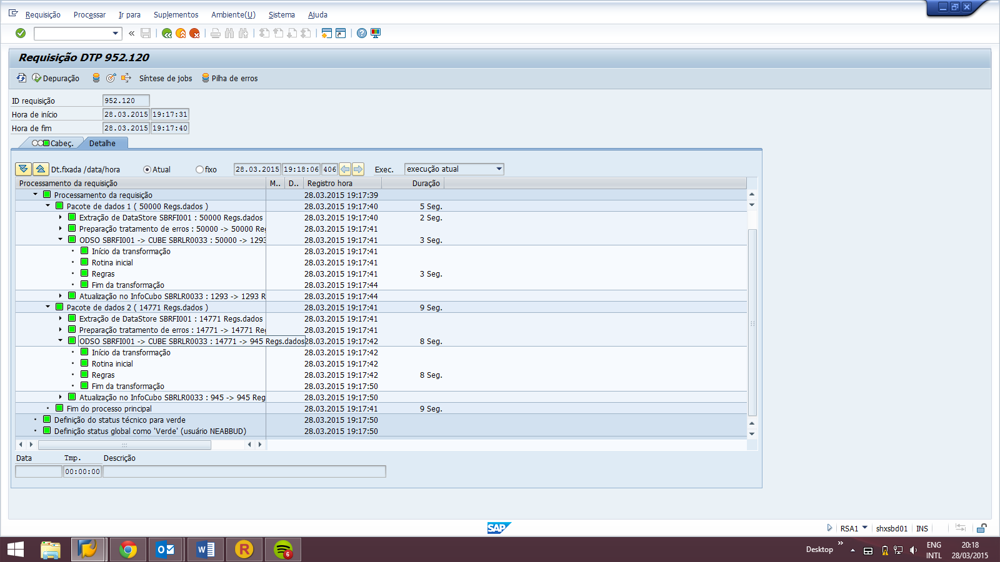 Requisição Processar Ir para Suplementos Ambiente(U) Sistema Ajuda
Requisição DTP 952.120
Depuração Síntese de jobs Pilha de erros
ID requisição 952.120
Hora de início 28.03.2015 19:17:31
Hora de fim 28.03.2015 19:17:40
Cabeç. Detalhe
Dt.fixada /data/hora Atual fixo 28.03.2015 19:18:06 406 Exec. execução atual
Processamento da requisição M.. D.. Registro hora Duração
Processamento da requisição 28.03.2015 19:17:39
Pacote de dados 1 ( 50000 Regs.dados ) 28.03.2015 19:17:40 5 Seg.
Extração de DataStore SBRFI001 : 50000 Regs.dados 28.03.2015 19:17:40 2 Seg.
Preparação tratamento de erros : 50000 -> 50000 Reg 28.03.2015 19:17:41
ODSO SBRFI001 -> CUBE SBRLR0033 : 50000 -> 1293 28.03.2015 19:17:41 3 Seg.
Início da transformação 28.03.2015 19:17:41
Rotina inicial 28.03.2015 19:17:41
Regras 28.03.2015 19:17:41 3 Seg.
Fim da transformação 28.03.2015 19:17:44
Atualização no InfoCubo SBRLR0033 : 1293 -> 1293 R 28.03.2015 19:17:44
Pacote de dados 2 ( 14771 Regs.dados ) 28.03.2015 19:17:41 9 Seg.
Extração de DataStore SBRFI001 : 14771 Regs.dados 28.03.2015 19:17:41
Preparação tratamento de erros : 14771 -> 14771 Reg 28.03.2015 19:17:41
ODSO SBRFI001 -> CUBE SBRLR0033 : 14771 -> 945 Regs.dados 28.03.2015 19:17:42 8 Seg.
Início da transformação 28.03.2015 19:17:42
Rotina inicial 28.03.2015 19:17:42
Regras 28.03.2015 19:17:42 8 Seg.
Fim da transformação 28.03.2015 19:17:50
Atualização no InfoCubo SBRLR0033 : 945 -> 945 Reg 28.03.2015 19:17:50
Fim do processo principal 28.03.2015 19:17:41 9 Seg.
Definição do status técnico para verde 28.03.2015 19:17:50
Definição status global como 'Verde' (usuário NEABBUD) 28.03.2015 19:17:50
Data Tmp. Descrição
00:00:00
SAP RSA1 shxsbd01 INS
Desktop ENG 20:18
INTL 28/03/2015
6